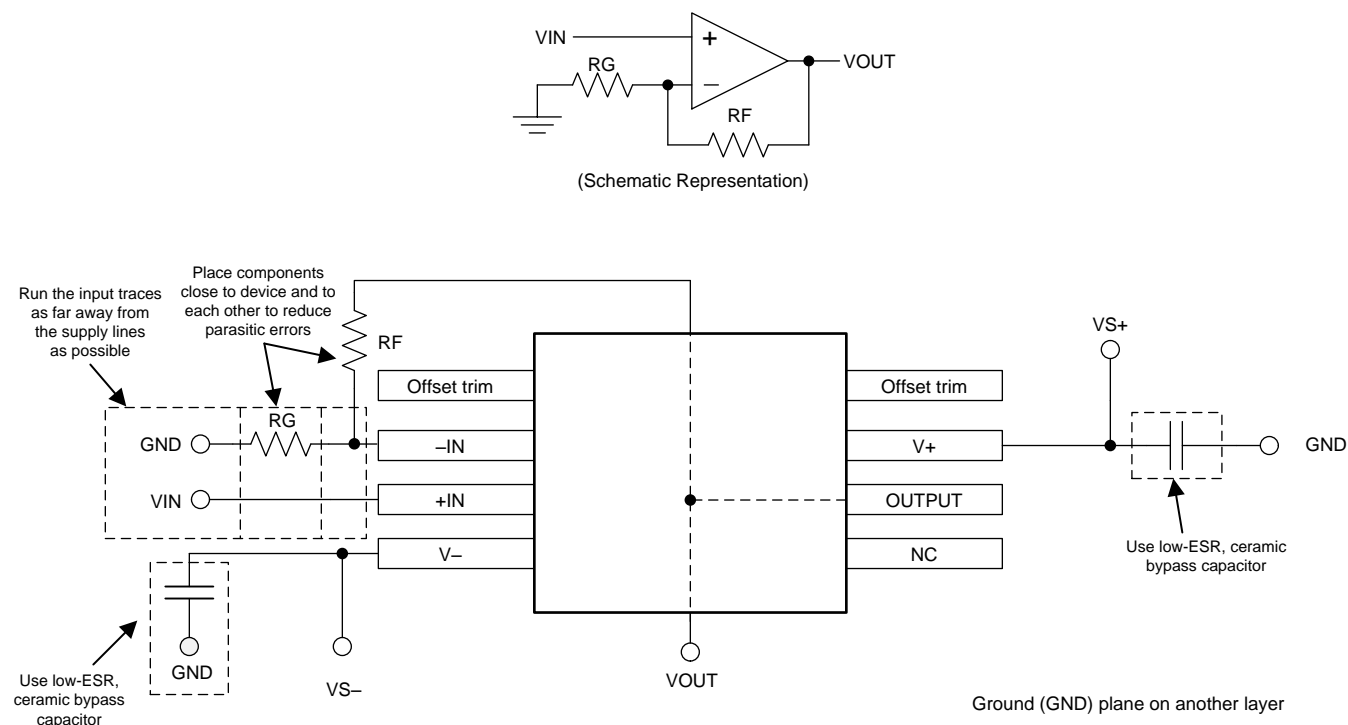 VIN
+
RG
–
VOUT
RF
(Schematic Representation)
Run the input traces
as far away from
the supply lines
as possible
Place components
close to device and to
each other to reduce
parasitic errors
RF
VS+
Offset trim
Offset trim
GND
RG
–IN
V+
GND
VIN
+IN
OUTPUT
V–
NC
Use low-ESR, ceramic
bypass capacitor
GND
VS–
VOUT
Use low-ESR,
ceramic bypass
capacitor
Ground (GND) plane on another layer